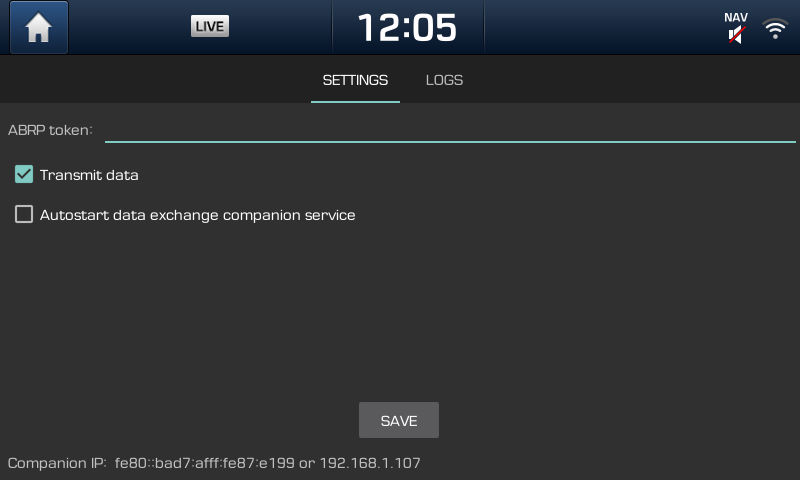 LIVE
12:05
NAV
SETTINGS LOGS
ABRP token:
Transmit data
Autostart data exchange companion service
SAVE
Companion IP: fe80::bad7:afff:fe87:e199 or 192.168.1.107